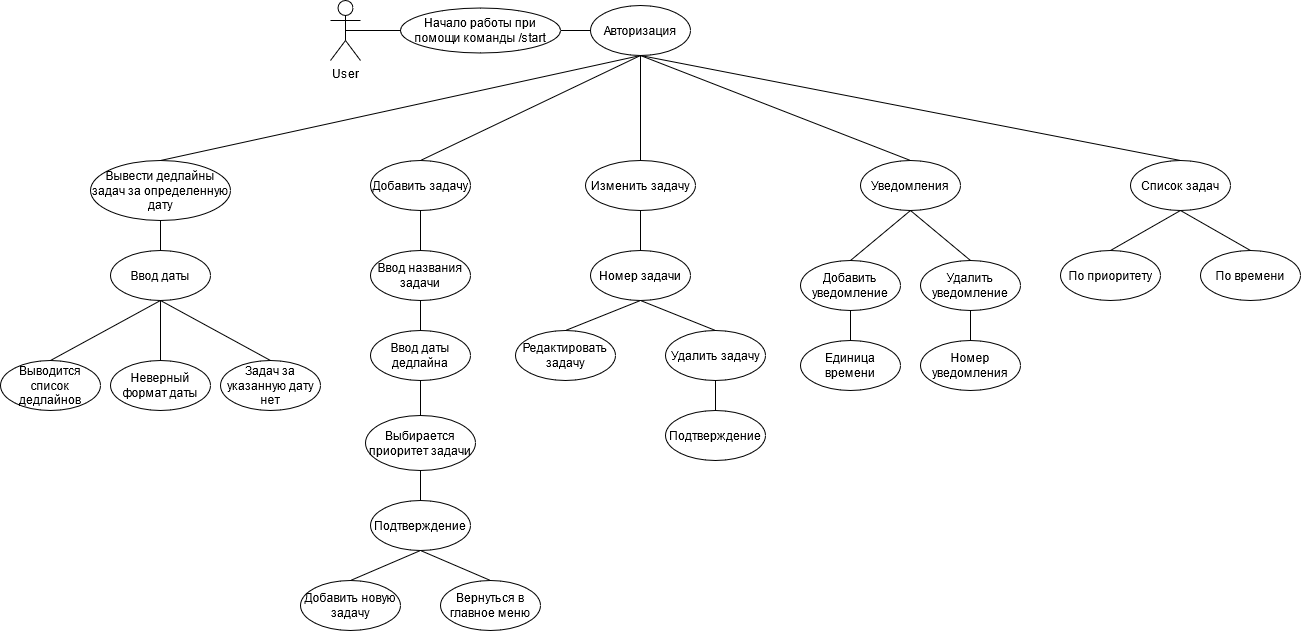 Начало работы при
помощи команды /start
Авторизация
User
Вывести дедлайны
задач за определенную
дату
Добавить задачу
Изменить задачу
Уведомления
Список задач
Ввод даты
Ввод названия
задачи
Номер задачи
Добавить
уведомление
Удалить
уведомление
По приоритету
По времени
Выводится
список
дедлайнов
Неверный
формат даты
Задач за
указанную дату
нет
Ввод даты
дедлайна
Редактировать
задачу
Удалить задачу
Единица
времени
Номер
уведомления
Выбирается
приоритет задачи
Подтверждение
Подтверждение
Добавить новую
задачу
Вернуться в
главное меню